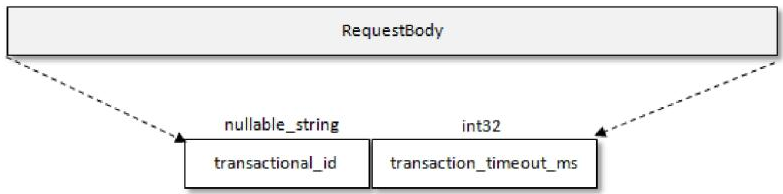 RequestBody
nullable_string int32
transactional_id transaction_timeout_ms